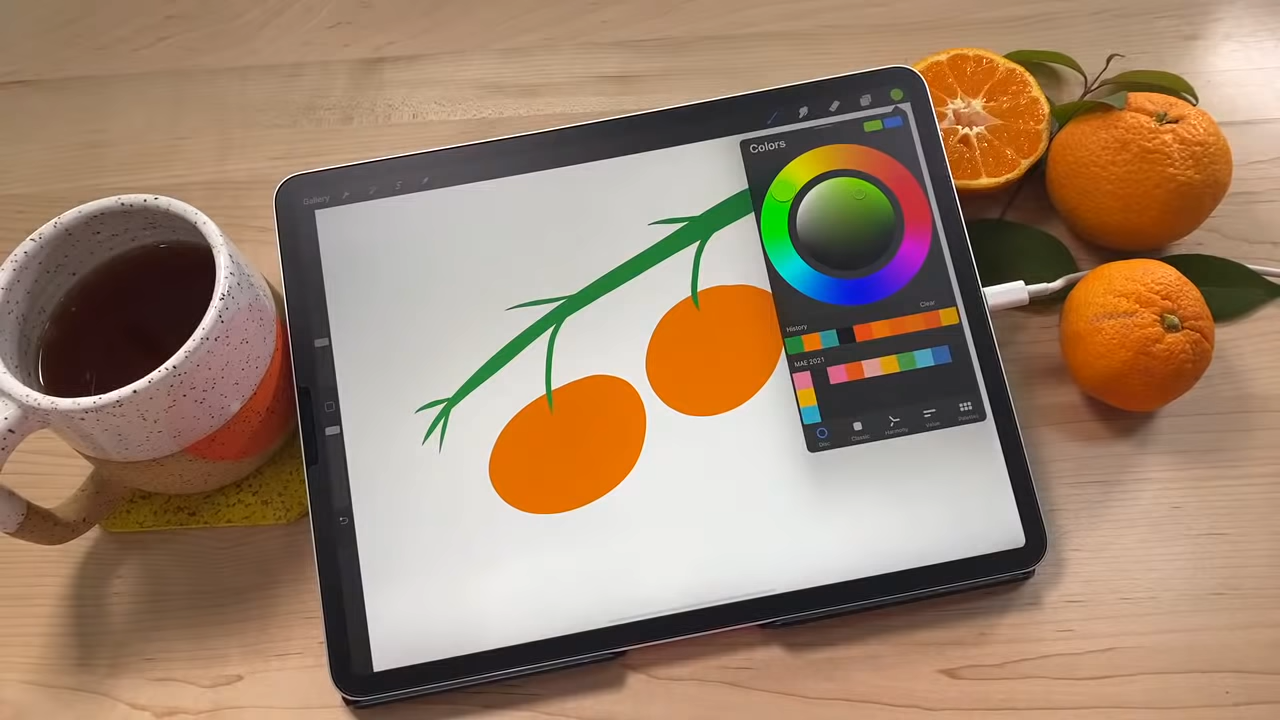 Gallery
Colors
History
Clear
MAE 2021
Disc
Classic
Harmony
Value
Palettes